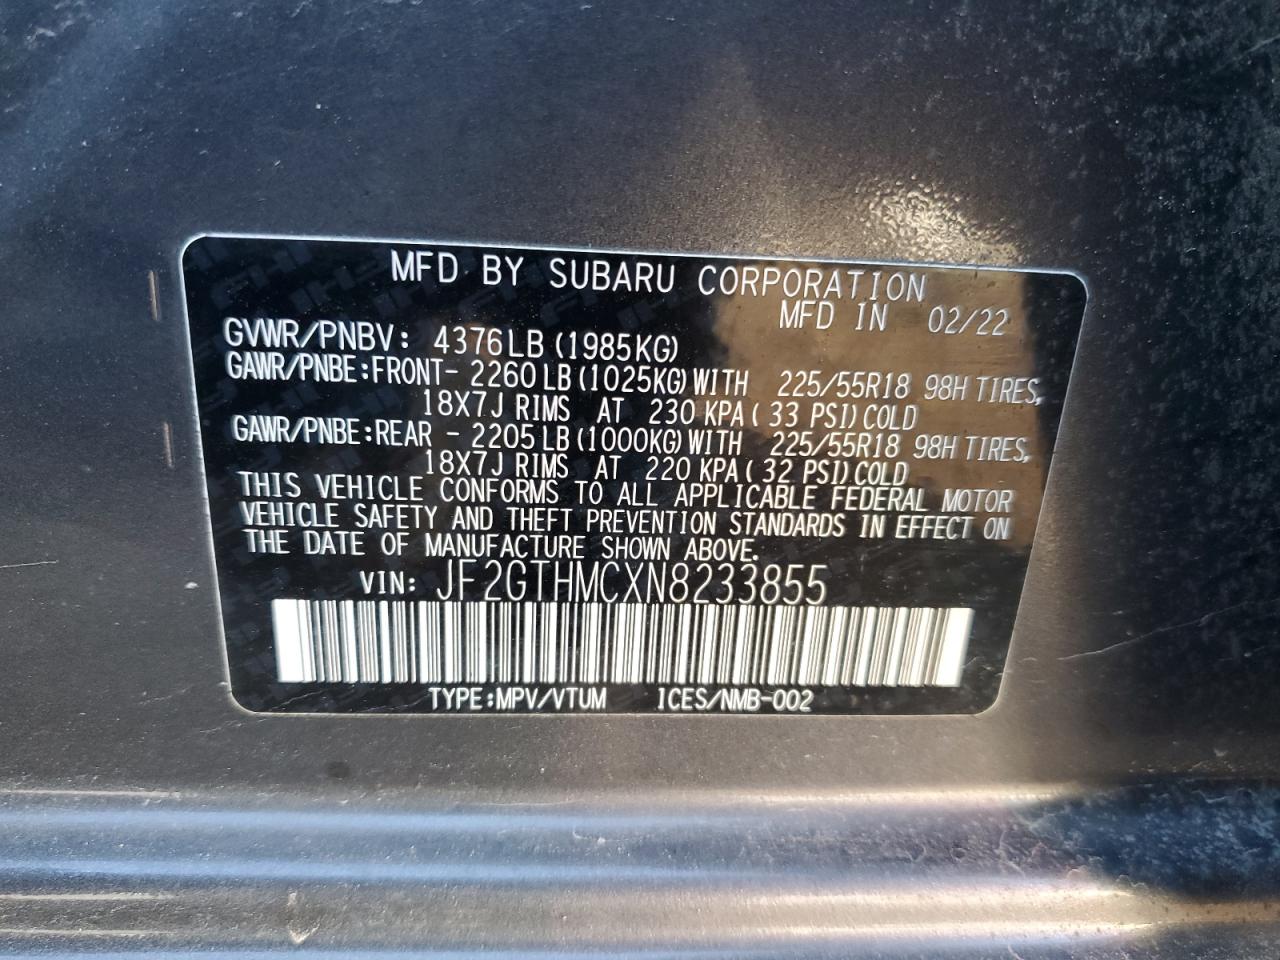 MFD BY SUBARU CORPORATION
MFD IN 02/22
GVWR/PNBV: 4376LB(1985KG)
GAWR/PNBE:FRONT- 2260LB(1025KG)WITH 225/55R18 98H TIRES,
18X7J RIMS AT 230 KPA( 33 PSI)COLD
GAWR/PNBE:REAR - 2205LB(1000KG)WITH 225/55R18 98H TIRES,
18X7J RIMS AT 220 KPA( 32 PSI)COLD
THIS VEHICLE CONFORMS TO ALL APPLICABLE FEDERAL MOTOR
VEHICLE SAFETY AND THEFT PREVENTION STANDARDS IN EFFECT ON
THE DATE OF MANUFACTURE SHOWN ABOVE.
VIN: JF2GTHMCXN8233855
TYPE:MPV/VTUM ICES/NMB-002